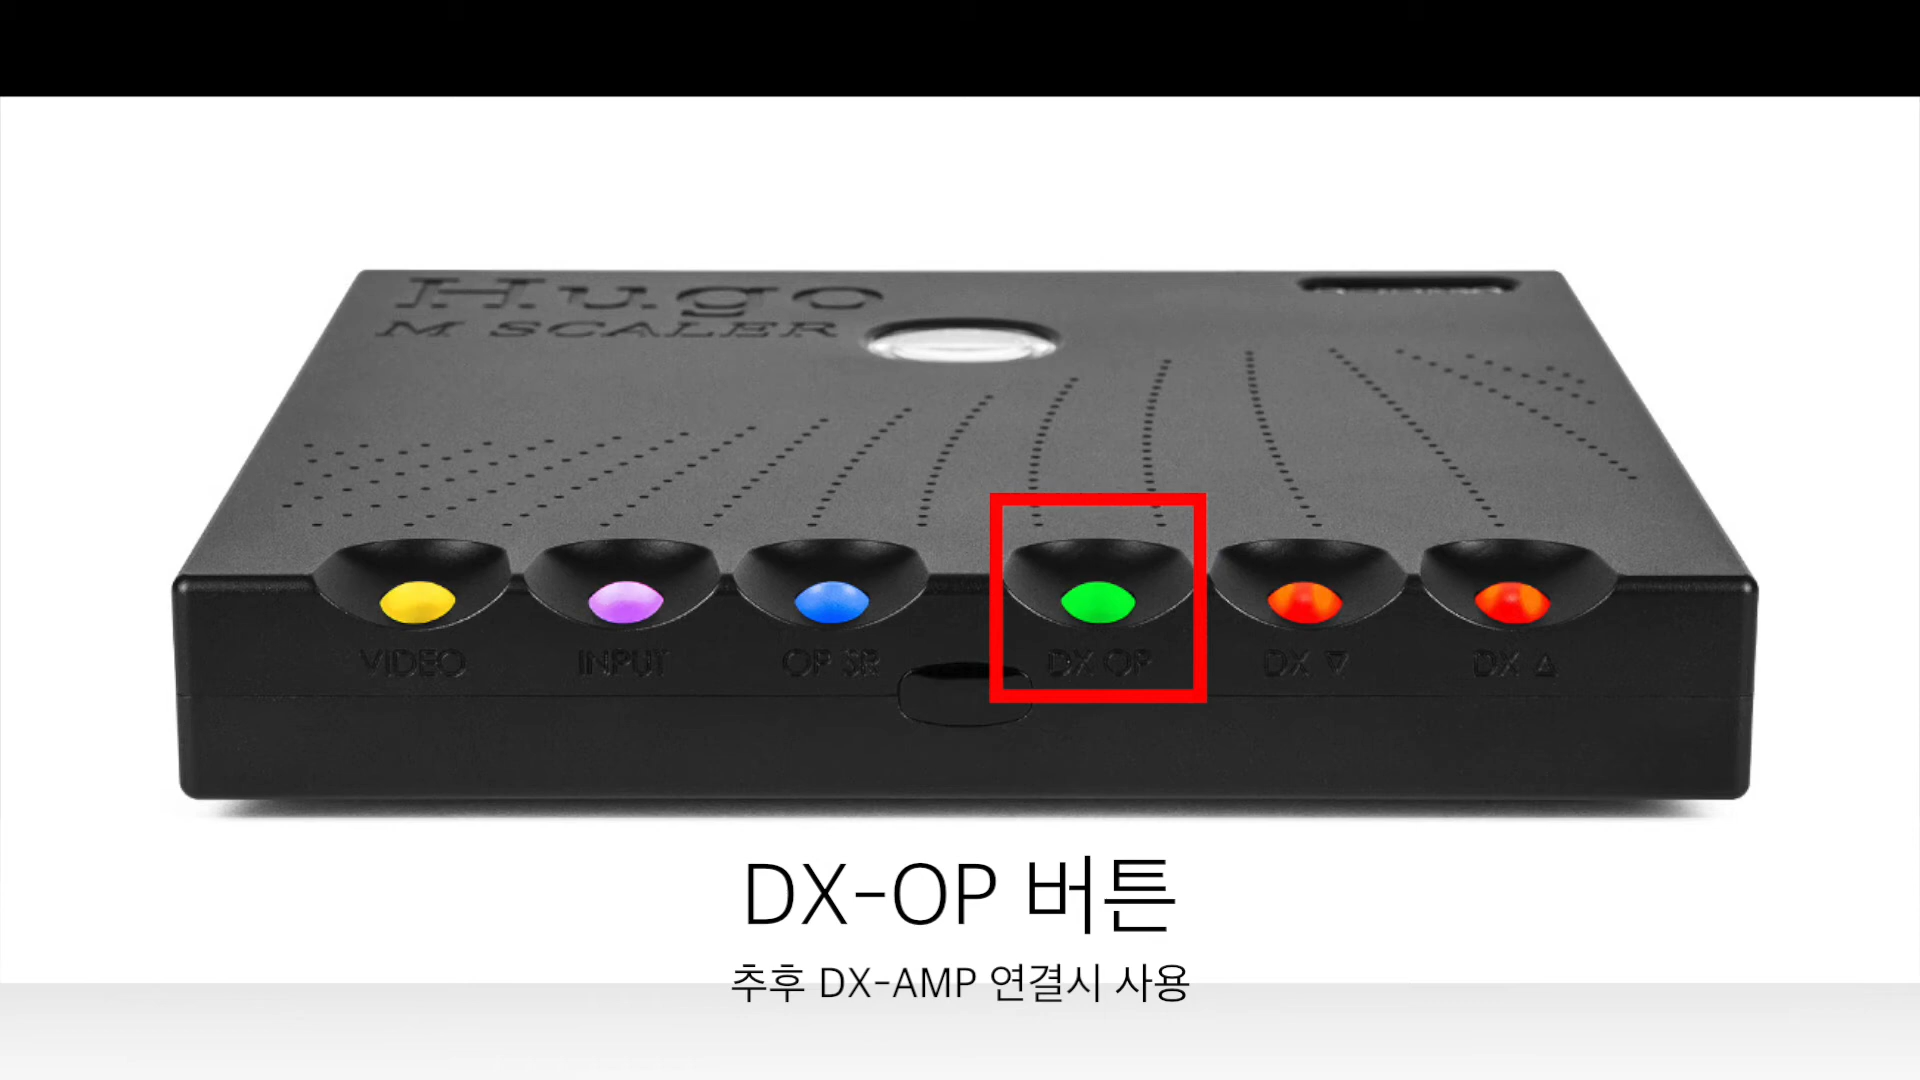 Hugo
M SCALER
VIDEO
INPUT
OP SR
DX OP
DX ▽
DX △
DX-OP 버튼
추후 DX-AMP 연결시 사용